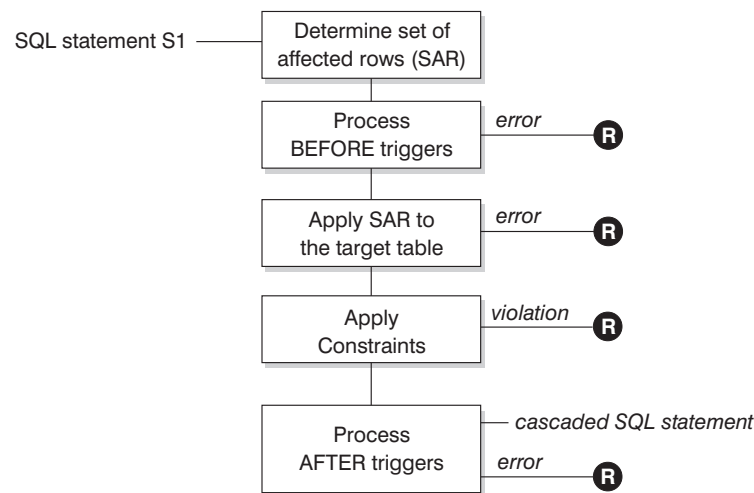 SQL statement S1
Determine set of
affected rows (SAR)
Process
BEFORE triggers
error
R
Apply SAR to
the target table
error
R
Apply
Constraints
violation
R
Process
AFTER triggers
cascaded SQL statement
error
R